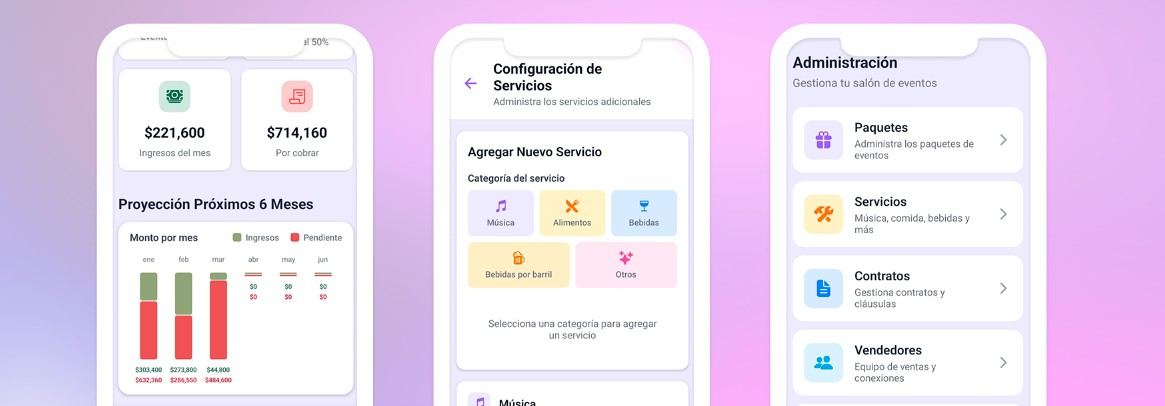 al 50%
$221,600
Ingresos del mes
$714,160
Por cobrar
Proyección Próximos 6 Meses
Monto por mes
Ingresos
Pendiente
ene
feb
mar
abr
may
jun
$0
$0
$0
$0
$0
$0
$303,400
$273,800
$44,800
$632,360
$286,550
$484,600
Configuración de
Servicios
Administra los servicios adicionales
Agregar Nuevo Servicio
Categoría del servicio
Música
Alimentos
Bebidas
Bebidas por barril
Otros
Selecciona una categoría para agregar
un servicio
Música
Administración
Gestiona tu salón de eventos
Paquetes
Administra los paquetes de
eventos
Servicios
Música, comida, bebidas y
más
Contratos
Gestiona contratos y
cláusulas
Vendedores
Equipo de ventas y
conexiones